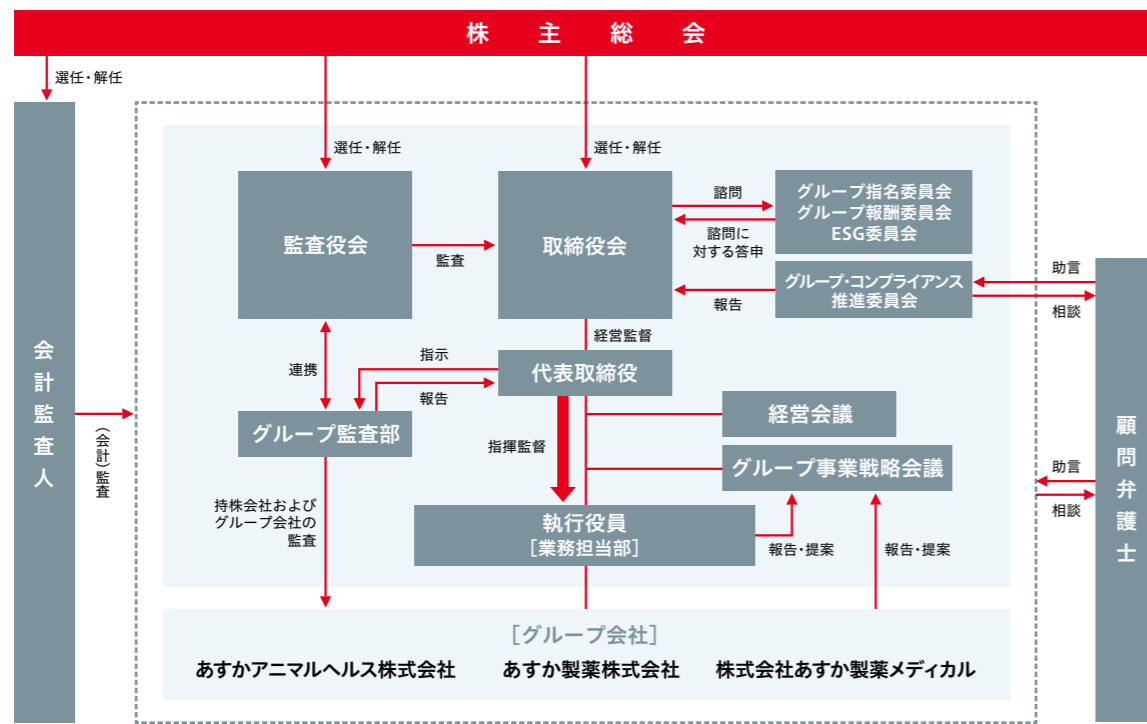 株主総会
選任・解任
選任・解任
選任・解任
会計監査人
(会計)監査
監査役会
監査
取締役会
諮問
諮問に
対する答申
グループ指名委員会
グループ報酬委員会
ESG委員会
報告
グループ・コンプライアンス
推進委員会
助言
相談
経営監督
連携
指示
報告
代表取締役
グループ監査部
指揮監督
経営会議
グループ事業戦略会議
持株会社および
グループ会社の
監査
執行役員
[業務担当部]
報告・提案
報告・提案
助言
相談
顧問弁護士
[グループ会社]
あすかアニマルヘルス株式会社
あすか製薬株式会社
株式会社あすか製薬メディカル